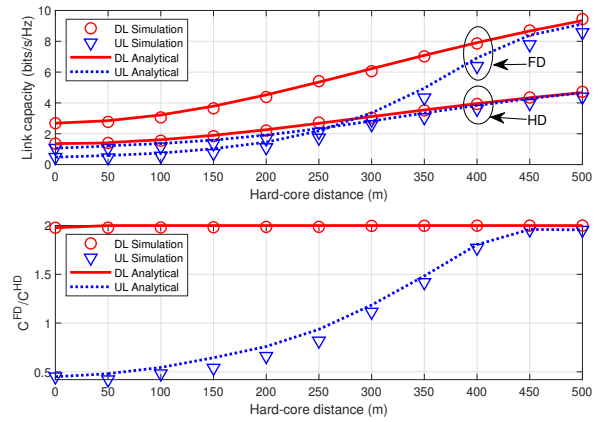 Link capacity (bits/s/Hz)
10
8
6
4
2
0
DL Simulation
UL Simulation
DL Analytical
UL Analytical
FD
HD
0 50 100 150 200 250 300 350 400 450 500
Hard-core distance (m)
C^FD/C^HD
2
1.5
1
0.5
DL Simulation
UL Simulation
DL Analytical
UL Analytical
0 50 100 150 200 250 300 350 400 450 500
Hard-core distance (m)